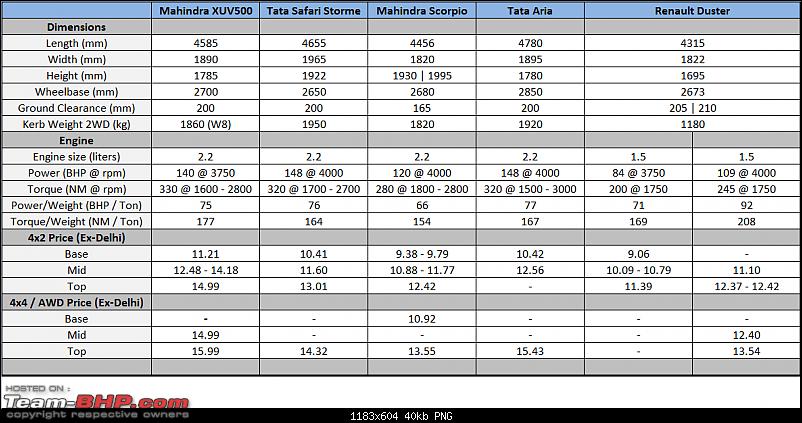 Mahindra XUV500 Tata Safari Storme Mahindra Scorpio Tata Aria Renault Duster
Dimensions
Length (mm) 4585 4655 4456 4780 4315
Width (mm) 1890 1965 1820 1895 1822
Height (mm) 1785 1922 1930 | 1995 1780 1695
Wheelbase (mm) 2700 2650 2680 2850 2673
Ground Clearance (mm) 200 200 165 200 205 | 210
Kerb Weight 2WD (kg) 1860 (W8) 1950 1820 1920 1180
Engine
Engine size (liters) 2.2 2.2 2.2 2.2 1.5 1.5
Power (BHP @ rpm) 140 @ 3750 148 @ 4000 120 @ 4000 148 @ 4000 84 @ 3750 109 @ 4000
Torque (NM @ rpm) 330 @ 1600 - 2800 320 @ 1700 - 2700 280 @ 1800 - 2800 320 @ 1500 - 3000 200 @ 1750 245 @ 1750
Power/Weight (BHP / Ton) 75 76 66 77 71 92
Torque/Weight (NM / Ton) 177 164 154 167 169 208
4x2 Price (Ex-Delhi)
Base 11.21 10.41 9.38 - 9.79 10.42 9.06 -
Mid 12.48 - 14.18 11.60 10.88 - 11.77 12.56 10.09 - 10.79 11.10
Top 14.99 13.01 12.42 - 11.39 12.37 - 12.42
4x4 / AWD Price (Ex-Delhi)
Base - - 10.92 - - -
Mid 14.99 - - - - 12.40
Top 15.99 14.32 13.55 15.43 - 13.54
HOSTED ON :
Team-BHP.com
copyright respective owners
1183x604 40kb PNG